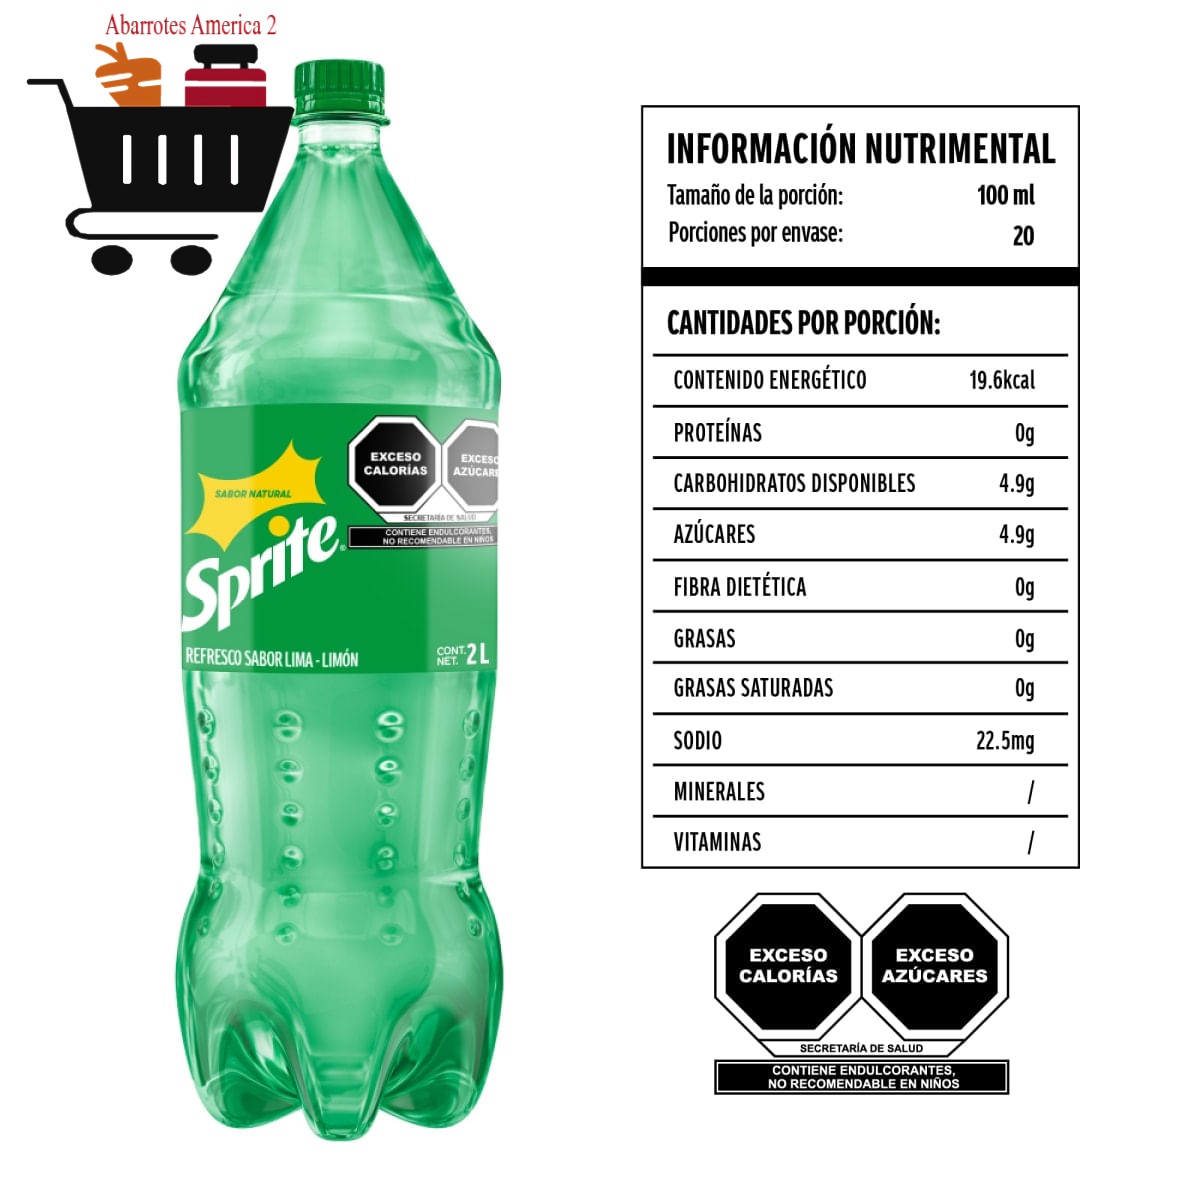 Abarrotes America 2
EXCESO
CALORÍAS
EXCESO
AZÚCARE
SECRETARÍA DE SALUD
CONTIENE ENDULCORANTES,
NO RECOMENDABLE EN NIÑOS
SABOR NATURAL
Sprite®
REFRESCO SABOR LIMA - LIMÓN
CONT.
NET. 2 L
INFORMACIÓN NUTRIMENTAL
Tamaño de la porción: 100 ml
Porciones por envase: 20
CANTIDADES POR PORCIÓN:
CONTENIDO ENERGÉTICO 19.6kcal
PROTEÍNAS 0g
CARBOHIDRATOS DISPONIBLES 4.9g
AZÚCARES 4.9g
FIBRA DIETÉTICA 0g
GRASAS 0g
GRASAS SATURADAS 0g
SODIO 22.5mg
MINERALES /
VITAMINAS /
EXCESO
CALORÍAS
EXCESO
AZÚCARES
SECRETARÍA DE SALUD
CONTIENE ENDULCORANTES,
NO RECOMENDABLE EN NIÑOS